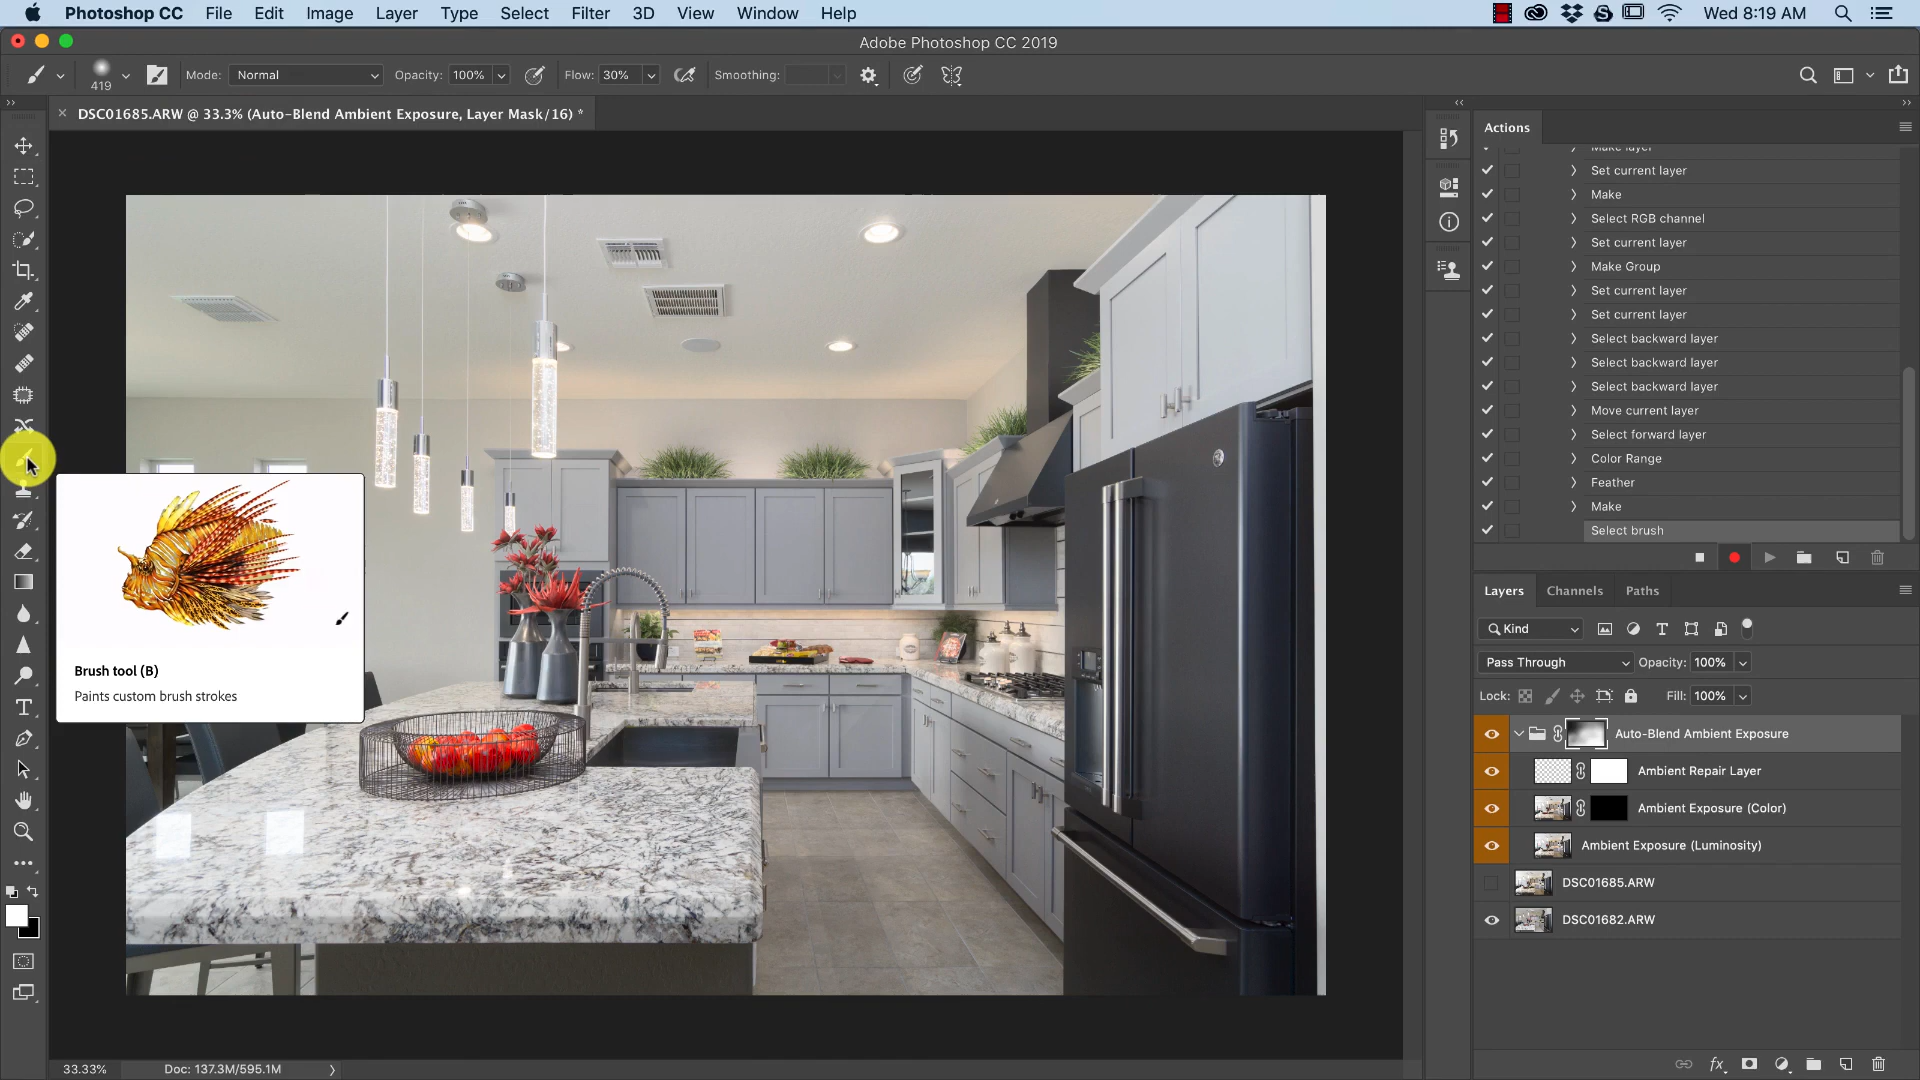 Photoshop CC File Edit Image Layer Type Select Filter 3D View Window Help Wed 8:19 AM
Adobe Photoshop CC 2019
419 Mode: Normal Opacity: 100% Flow: 30% Smoothing:
DSC01685.ARW @ 33.3% (Auto-Blend Ambient Exposure, Layer Mask/16) *
Actions
Make layer
Set current layer
Make
Select RGB channel
Set current layer
Make Group
Set current layer
Set current layer
Select backward layer
Select backward layer
Select backward layer
Move current layer
Select forward layer
Color Range
Feather
Make
Select brush
Brush tool (B)
Paints custom brush strokes
Layers Channels Paths
Kind
Pass Through Opacity: 100%
Lock: Fill: 100%
Auto-Blend Ambient Exposure
Ambient Repair Layer
Ambient Exposure (Color)
Ambient Exposure (Luminosity)
DSC01685.ARW
DSC01682.ARW
33.33% Doc: 137.3M/595.1M